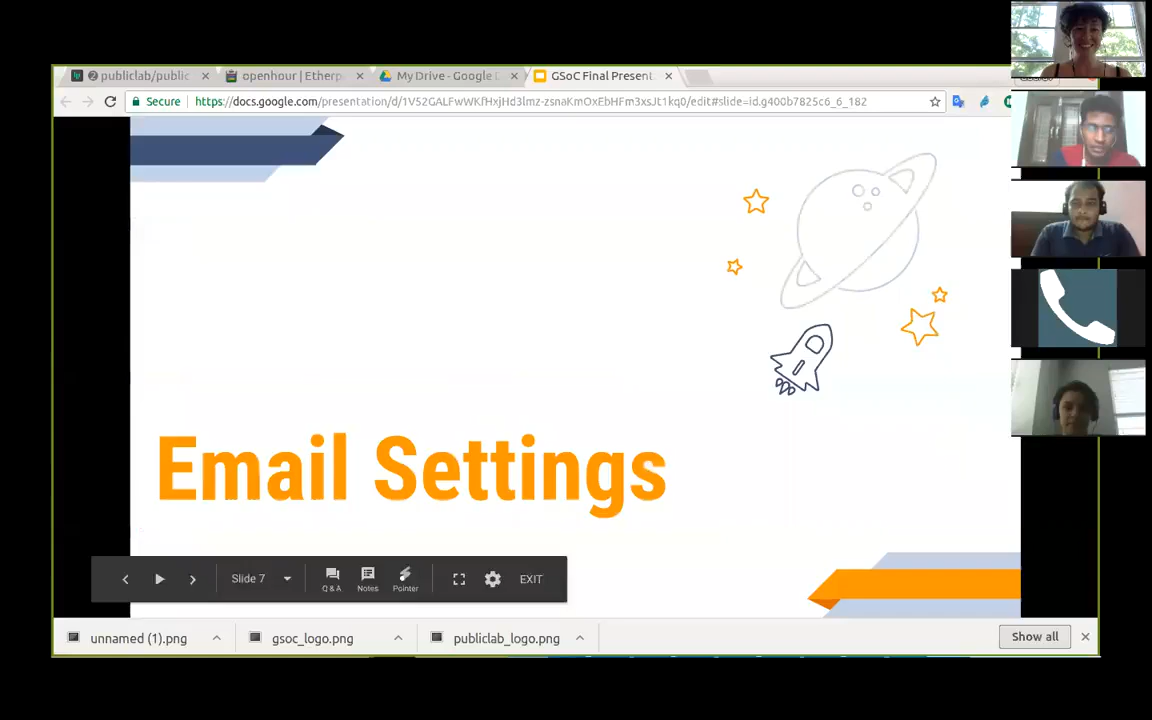 publiclab/public
openhour | Etherp
My Drive - Google D
GSoC Final Present
Secure
https://docs.google.com/presentation/d/1V52GALFwWKfHxjHd3lmz-zsnaKmOxEbHFm3xsJt1kq0/edit#slide=id.g400b7825c6_6_182
Email Settings
Slide 7
Q & A
Notes
Pointer
EXIT
unnamed (1).png
gsoc_logo.png
publiclab_logo.png
Show all